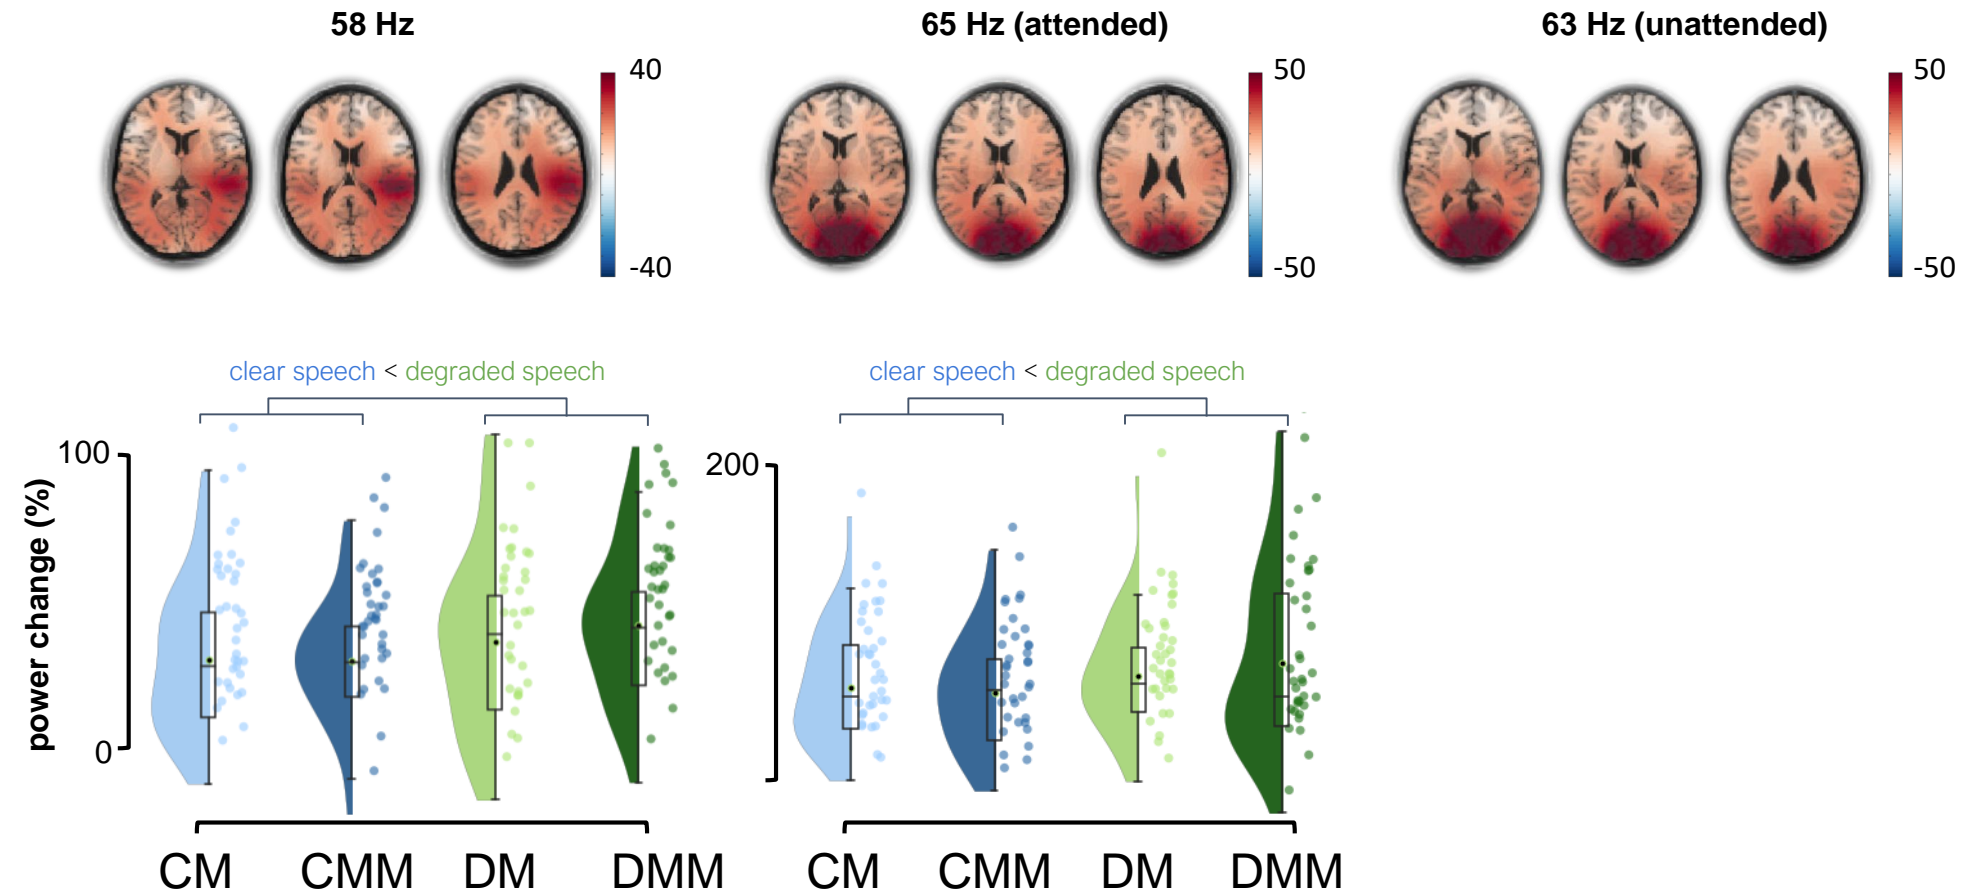 58 Hz
65 Hz (attended)
63 Hz (unattended)
40
-40
50
-50
50
-50
clear speech < degraded speech
clear speech < degraded speech
power change (%)
100
0
200
CM CMM DM DMM
CM CMM DM DMM